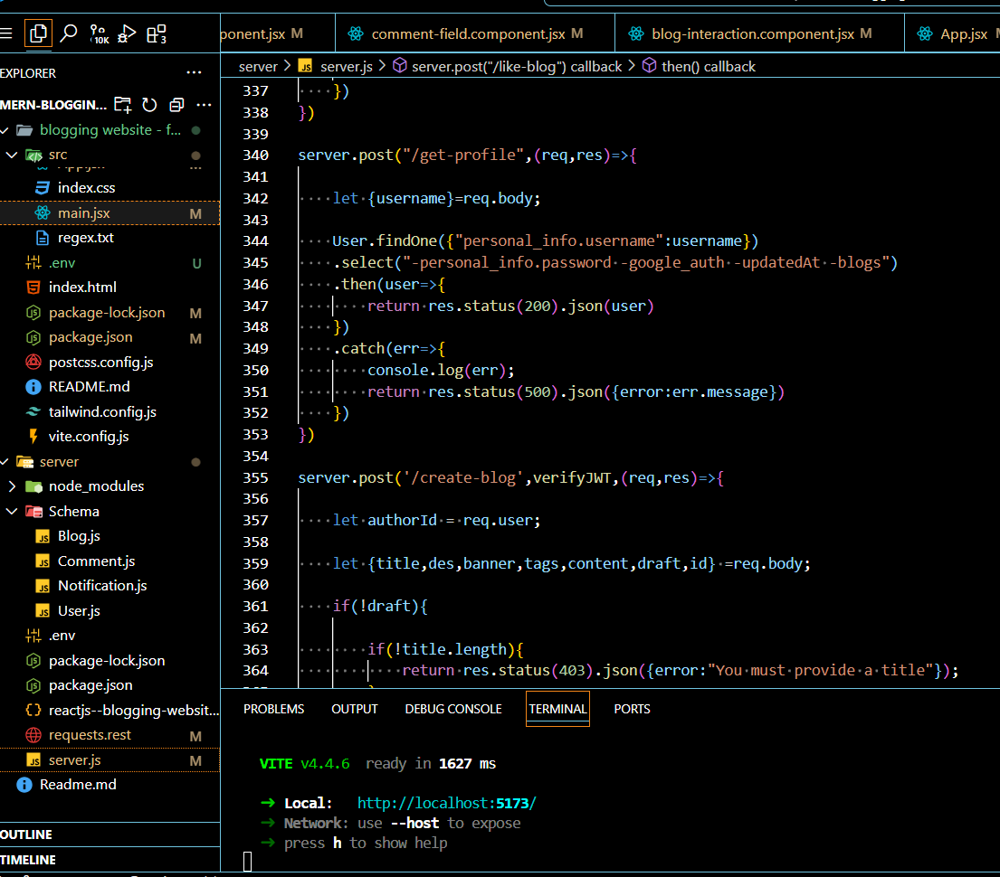 10K
3
ponent.jsx M
comment-field.component.jsx M
blog-interaction.component.jsx M
App.jsx M
EXPLORER
MERN-BLOGGIN...
blogging website - f...
src
App.jsx
index.css
main.jsx M
regex.txt
.env U
index.html
package-lock.json M
package.json M
postcss.config.js
README.md
tailwind.config.js
vite.config.js
server
node_modules
Schema
Blog.js
Comment.js
Notification.js
User.js
.env
package-lock.json
package.json
reactjs--blogging-websit...
requests.rest M
server.js M
Readme.md
OUTLINE
TIMELINE
server > JS server.js > server.post("/like-blog") callback > then() callback
337 })
338 })
339
340 server.post("/get-profile",(req,res)=>{
341
342 let {username}=req.body;
343
344 User.findOne({"personal_info.username":username})
345 .select("-personal_info.password -google_auth -updatedAt -blogs")
346 .then(user=>{
347 return res.status(200).json(user)
348 })
349 .catch(err=>{
350 console.log(err);
351 return res.status(500).json({error:err.message})
352 })
353 })
354
355 server.post('/create-blog',verifyJWT,(req,res)=>{
356
357 let authorId = req.user;
358
359 let {title,des,banner,tags,content,draft,id} =req.body;
360
361 if(!draft){
362
363 if(!title.length){
364 return res.status(403).json({error:"You must provide a title"});
PROBLEMS OUTPUT DEBUG CONSOLE TERMINAL PORTS
VITE v4.4.6 ready in 1627 ms
➜ Local: http://localhost:5173/
➜ Network: use --host to expose
➜ press h to show help